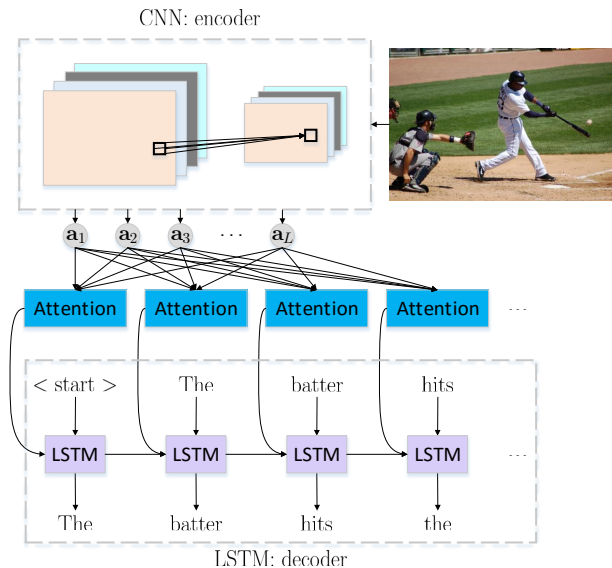 CNN: encoder
a1 a2 a3 ... aL
Attention Attention Attention Attention ...
< start > The batter hits
LSTM LSTM LSTM LSTM ...
The batter hits the
LSTM: decoder